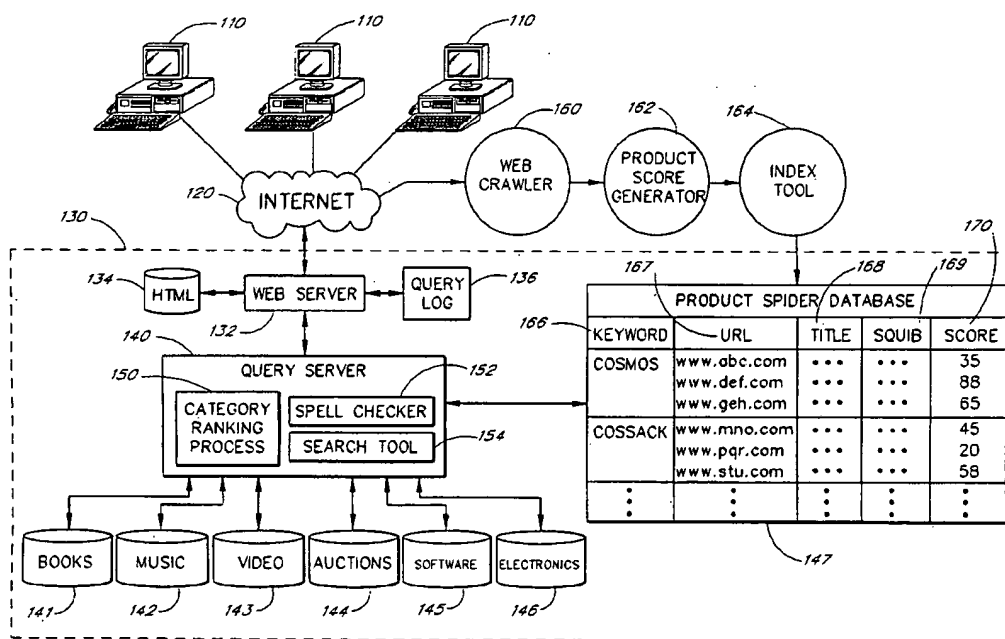 110
110
110
160
162
164
WEB
CRAWLER
PRODUCT
SCORE
GENERATOR
INDEX
TOOL
120
INTERNET
130
134
HTML
WEB SERVER
132
QUERY
LOG
136
167
168
169
170
PRODUCT SPIDER DATABASE
166
KEYWORD URL TITLE SQUIB SCORE
COSMOS www.abc.com ••• ••• 35
www.def.com ••• ••• 88
www.geh.com ••• ••• 65
COSSACK www.mno.com ••• ••• 45
www.pqr.com ••• ••• 20
www.stu.com ••• ••• 58
147
140
QUERY SERVER
150
CATEGORY
RANKING
PROCESS
152
SPELL CHECKER
SEARCH TOOL
154
BOOKS
MUSIC
VIDEO
AUCTIONS
SOFTWARE
ELECTRONICS
141
142
143
144
145
146